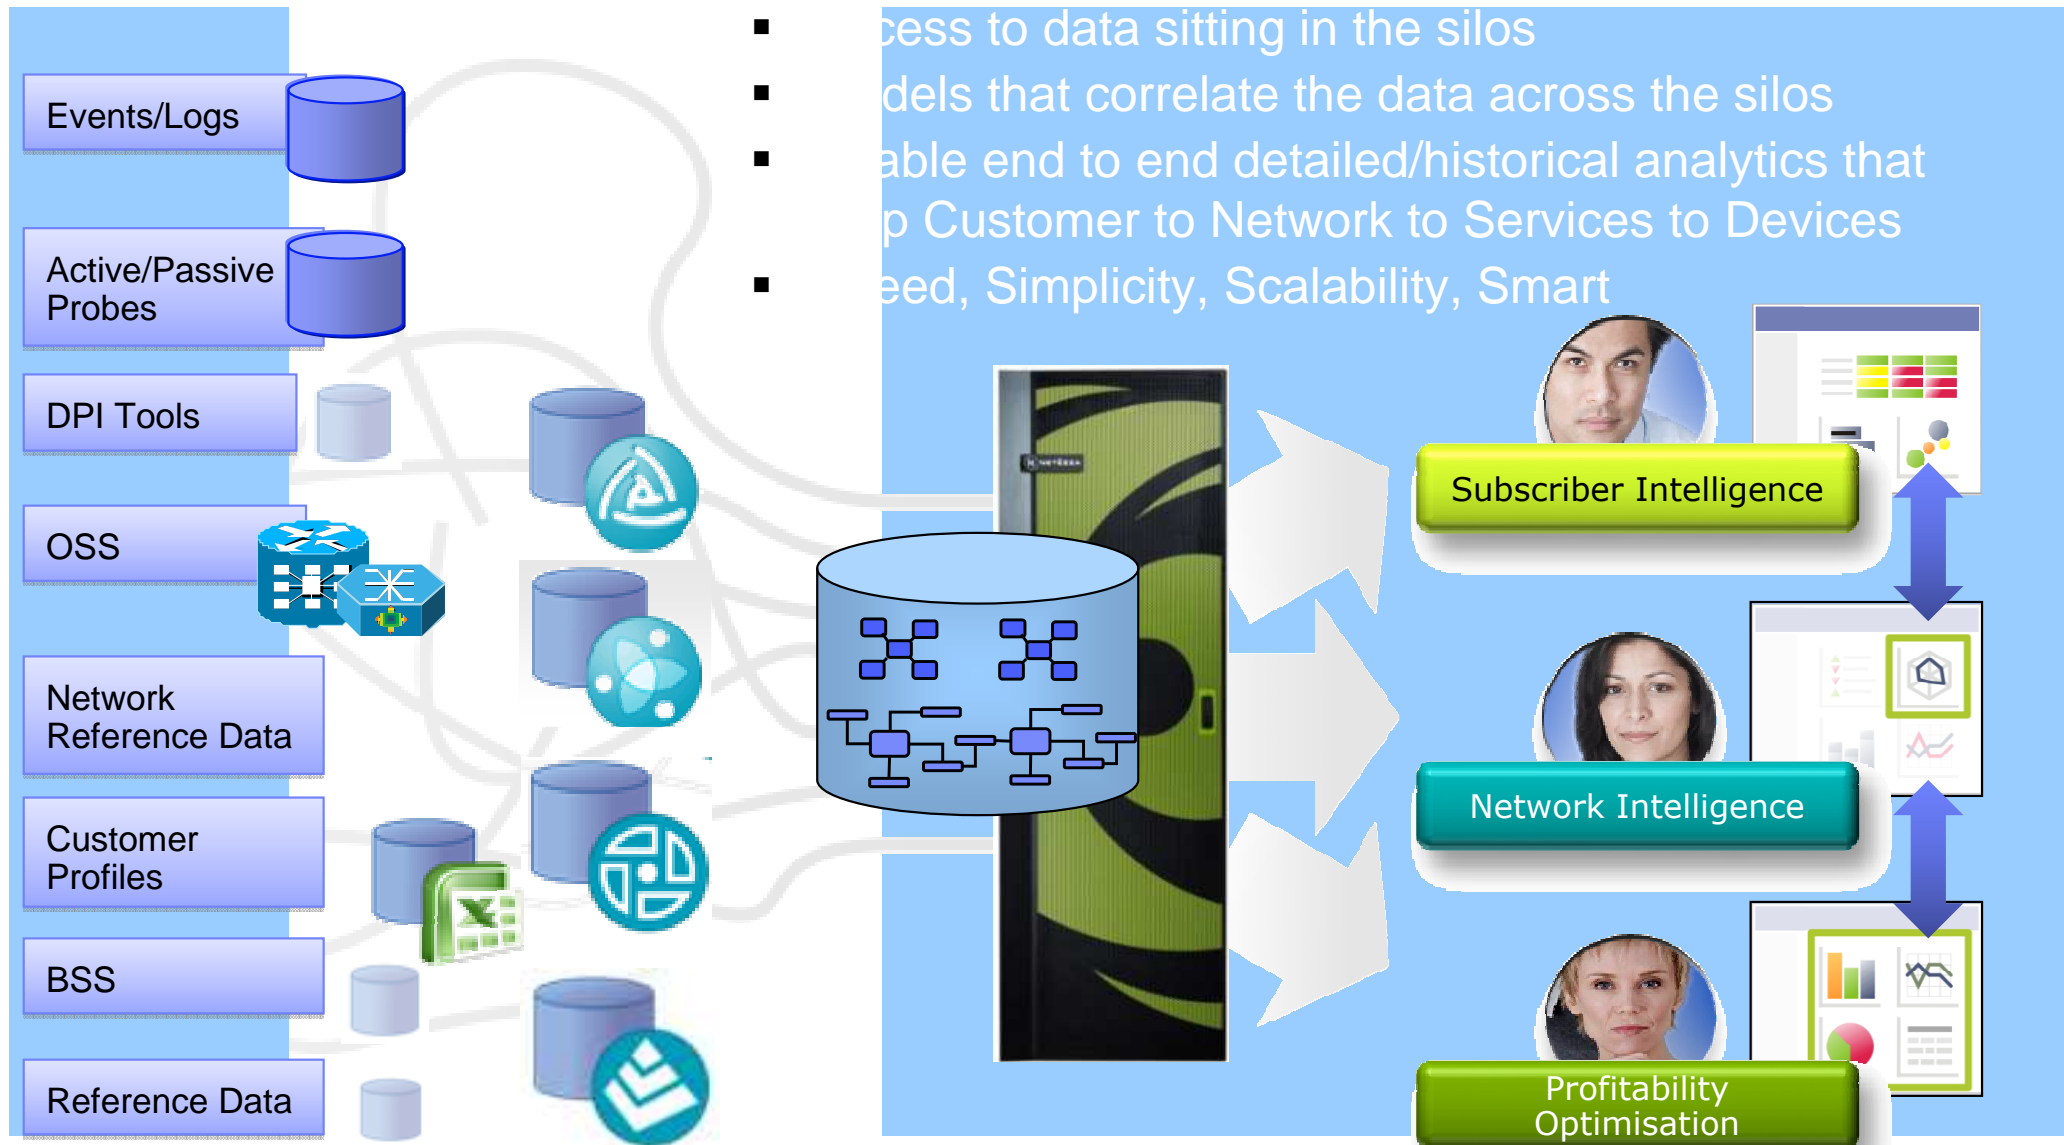 cess to data sitting in the silos
dels that correlate the data across the silos
able end to end detailed/historical analytics that
p Customer to Network to Services to Devices
eed, Simplicity, Scalability, Smart
Events/Logs
Active/Passive
Probes
DPI Tools
OSS
Network
Reference Data
Customer
Profiles
BSS
Reference Data
NETEZZA
Subscriber Intelligence
Network Intelligence
Profitability
Optimisation